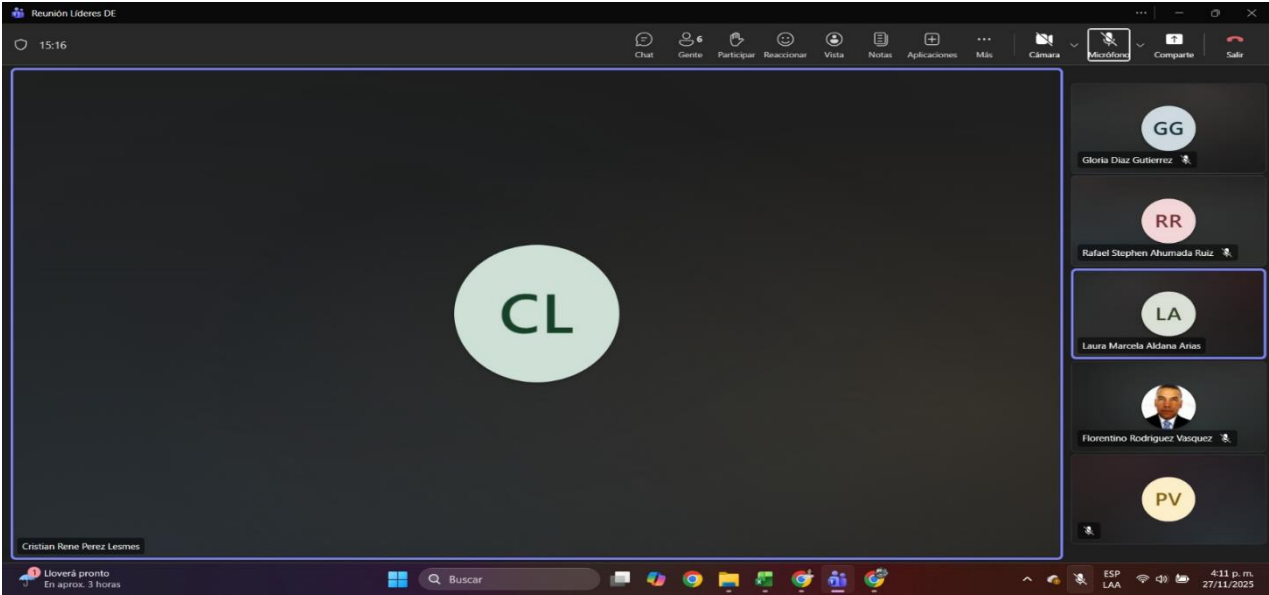 Reunión Líderes DE
15:16
Chat
6
Gente
Participar
Reaccionar
Vista
Notas
Aplicaciones
Más
Cámara
Micrófono
Comparte
Salir
CL
Cristian Rene Perez Lesmes
GG
Gloria Diaz Gutierrez
RR
Rafael Stephen Ahumada Ruiz
LA
Laura Marcela Aldana Arias
Florentino Rodriguez Vasquez
PV
1
Lloverá pronto
En aprox. 3 horas
Buscar
ESP
LAA
4:11 p. m.
27/11/2025